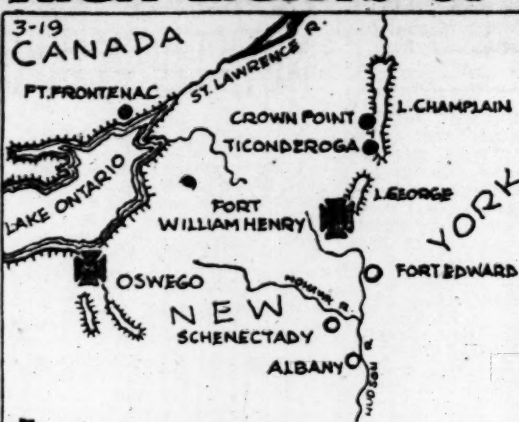 3-19
CANADA
R.
ST. LAWRENCE
FT. FRONTENAC
CROWN POINT
L. CHAMPLAIN
TICONDEROGA
LAKE ONTARIO
FORT
WILLIAM HENRY
L. GEORGE
YORK
OSWEGO
FORT EDWARD
NEW
MOHAWK R.
SCHENECTADY
ALBANY
HUDSON R.